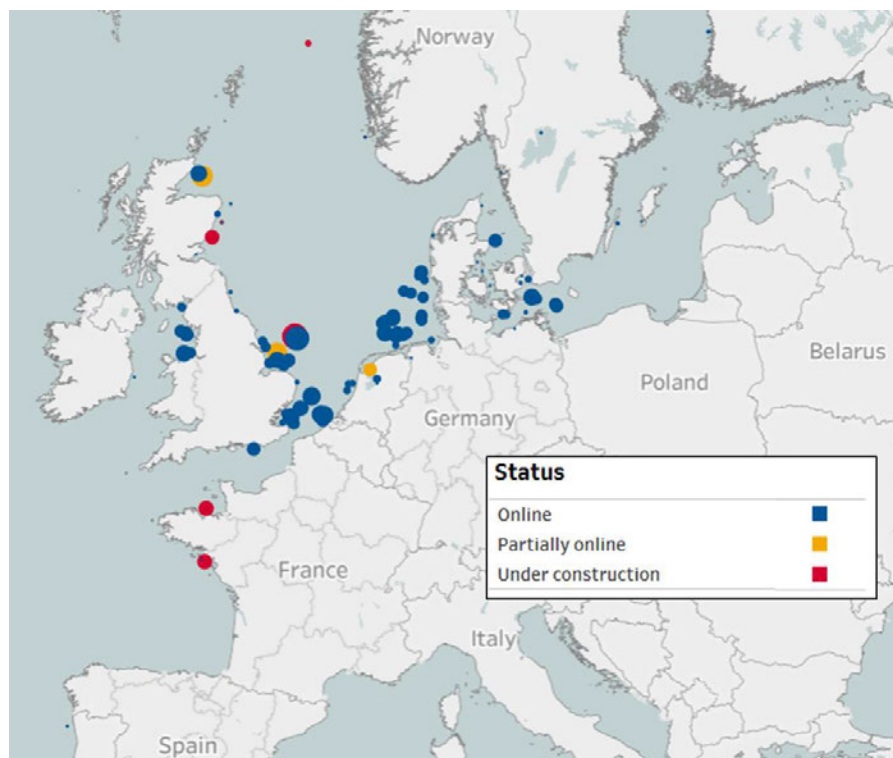 Norway
Belarus
Poland
Germany
Status
Online
Partially online
Under construction
France
Italy
Spain